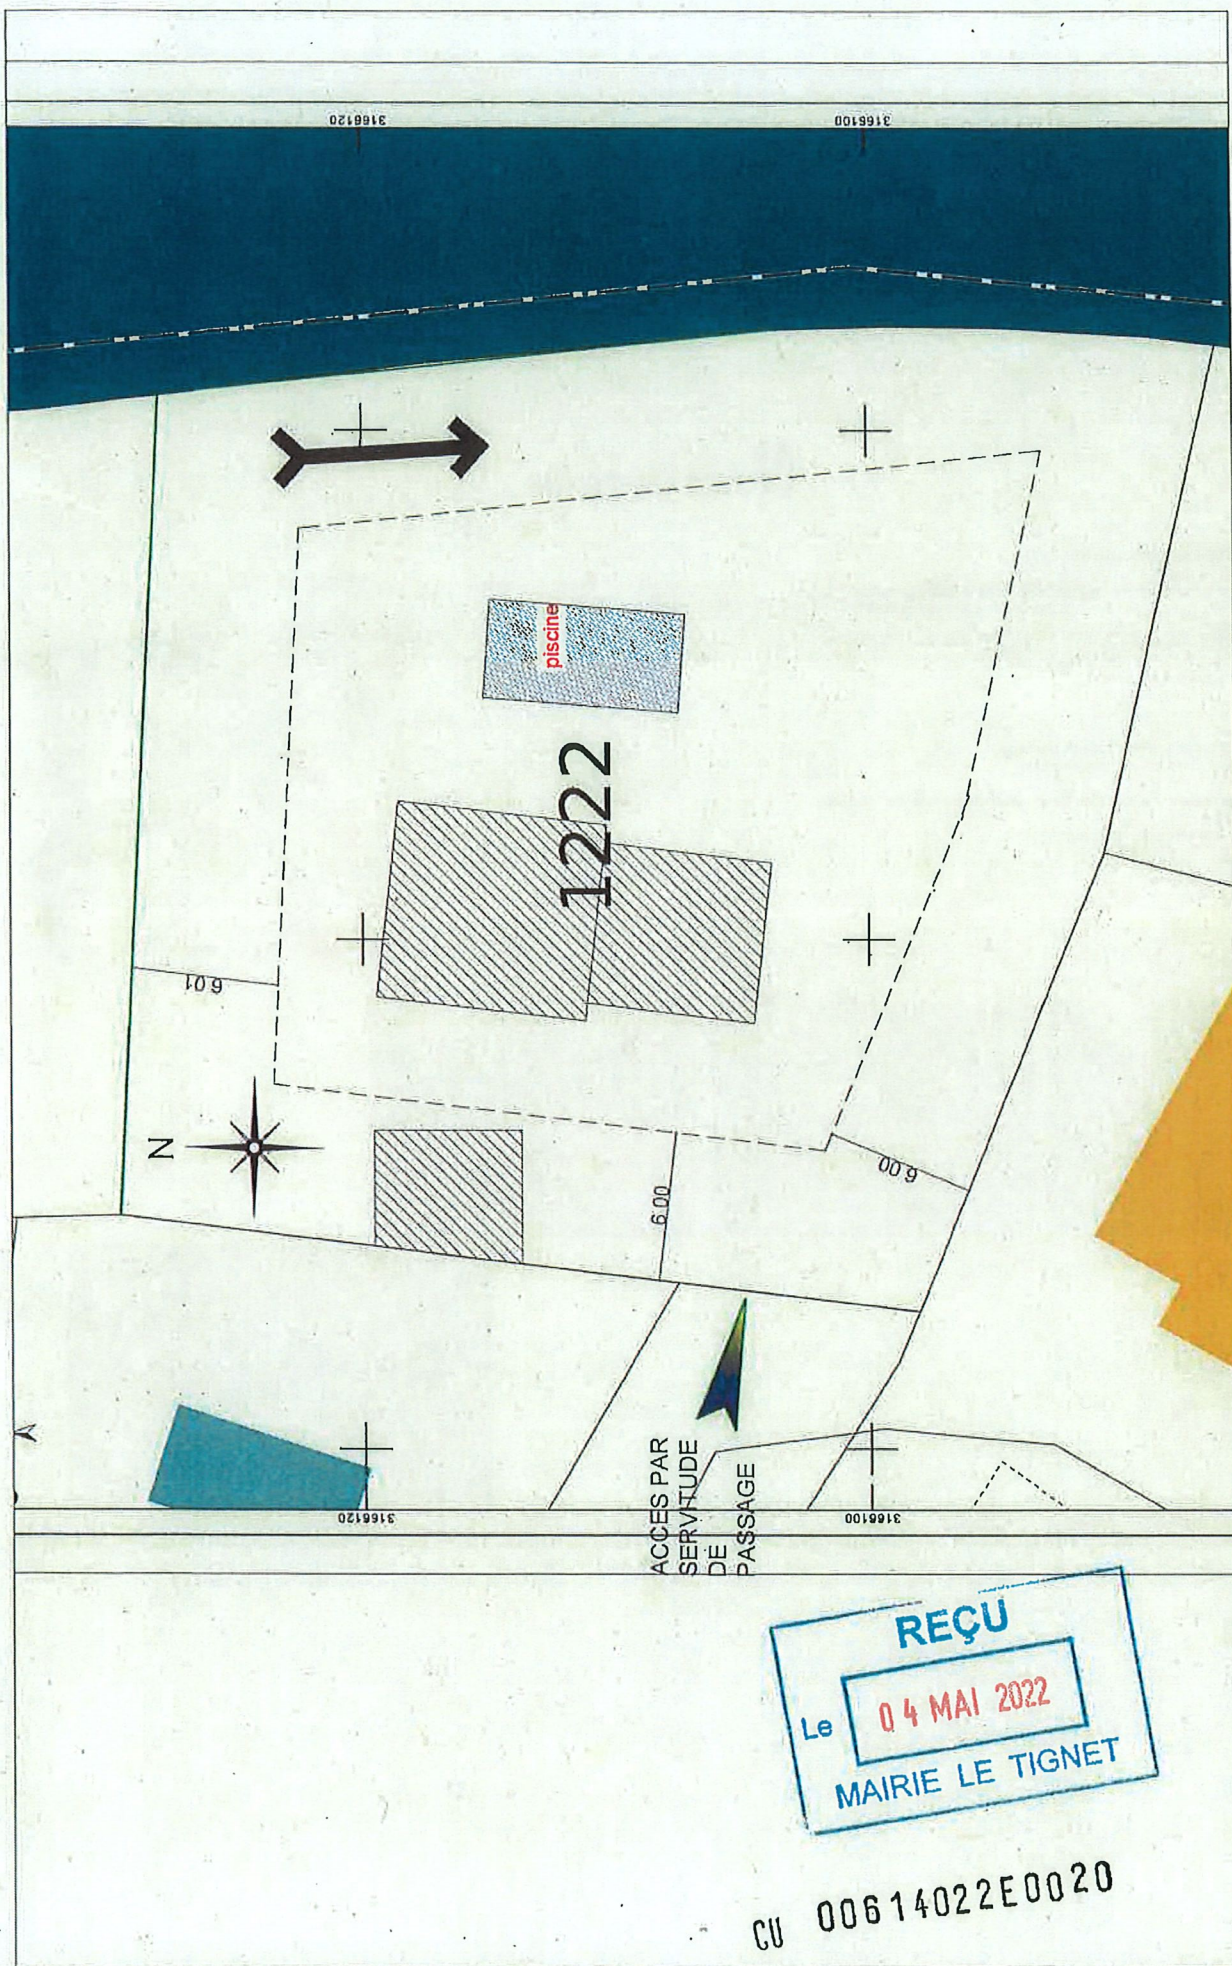 3166120
3166100
piscine
1222
6.01
N
6.00
6.00
ACCES PAR
SERVITUDE
DE
PASSAGE
3166120
3166100
REÇU
Le 04 MAI 2022
MAIRIE LE TIGNET
CU 00614022E0020